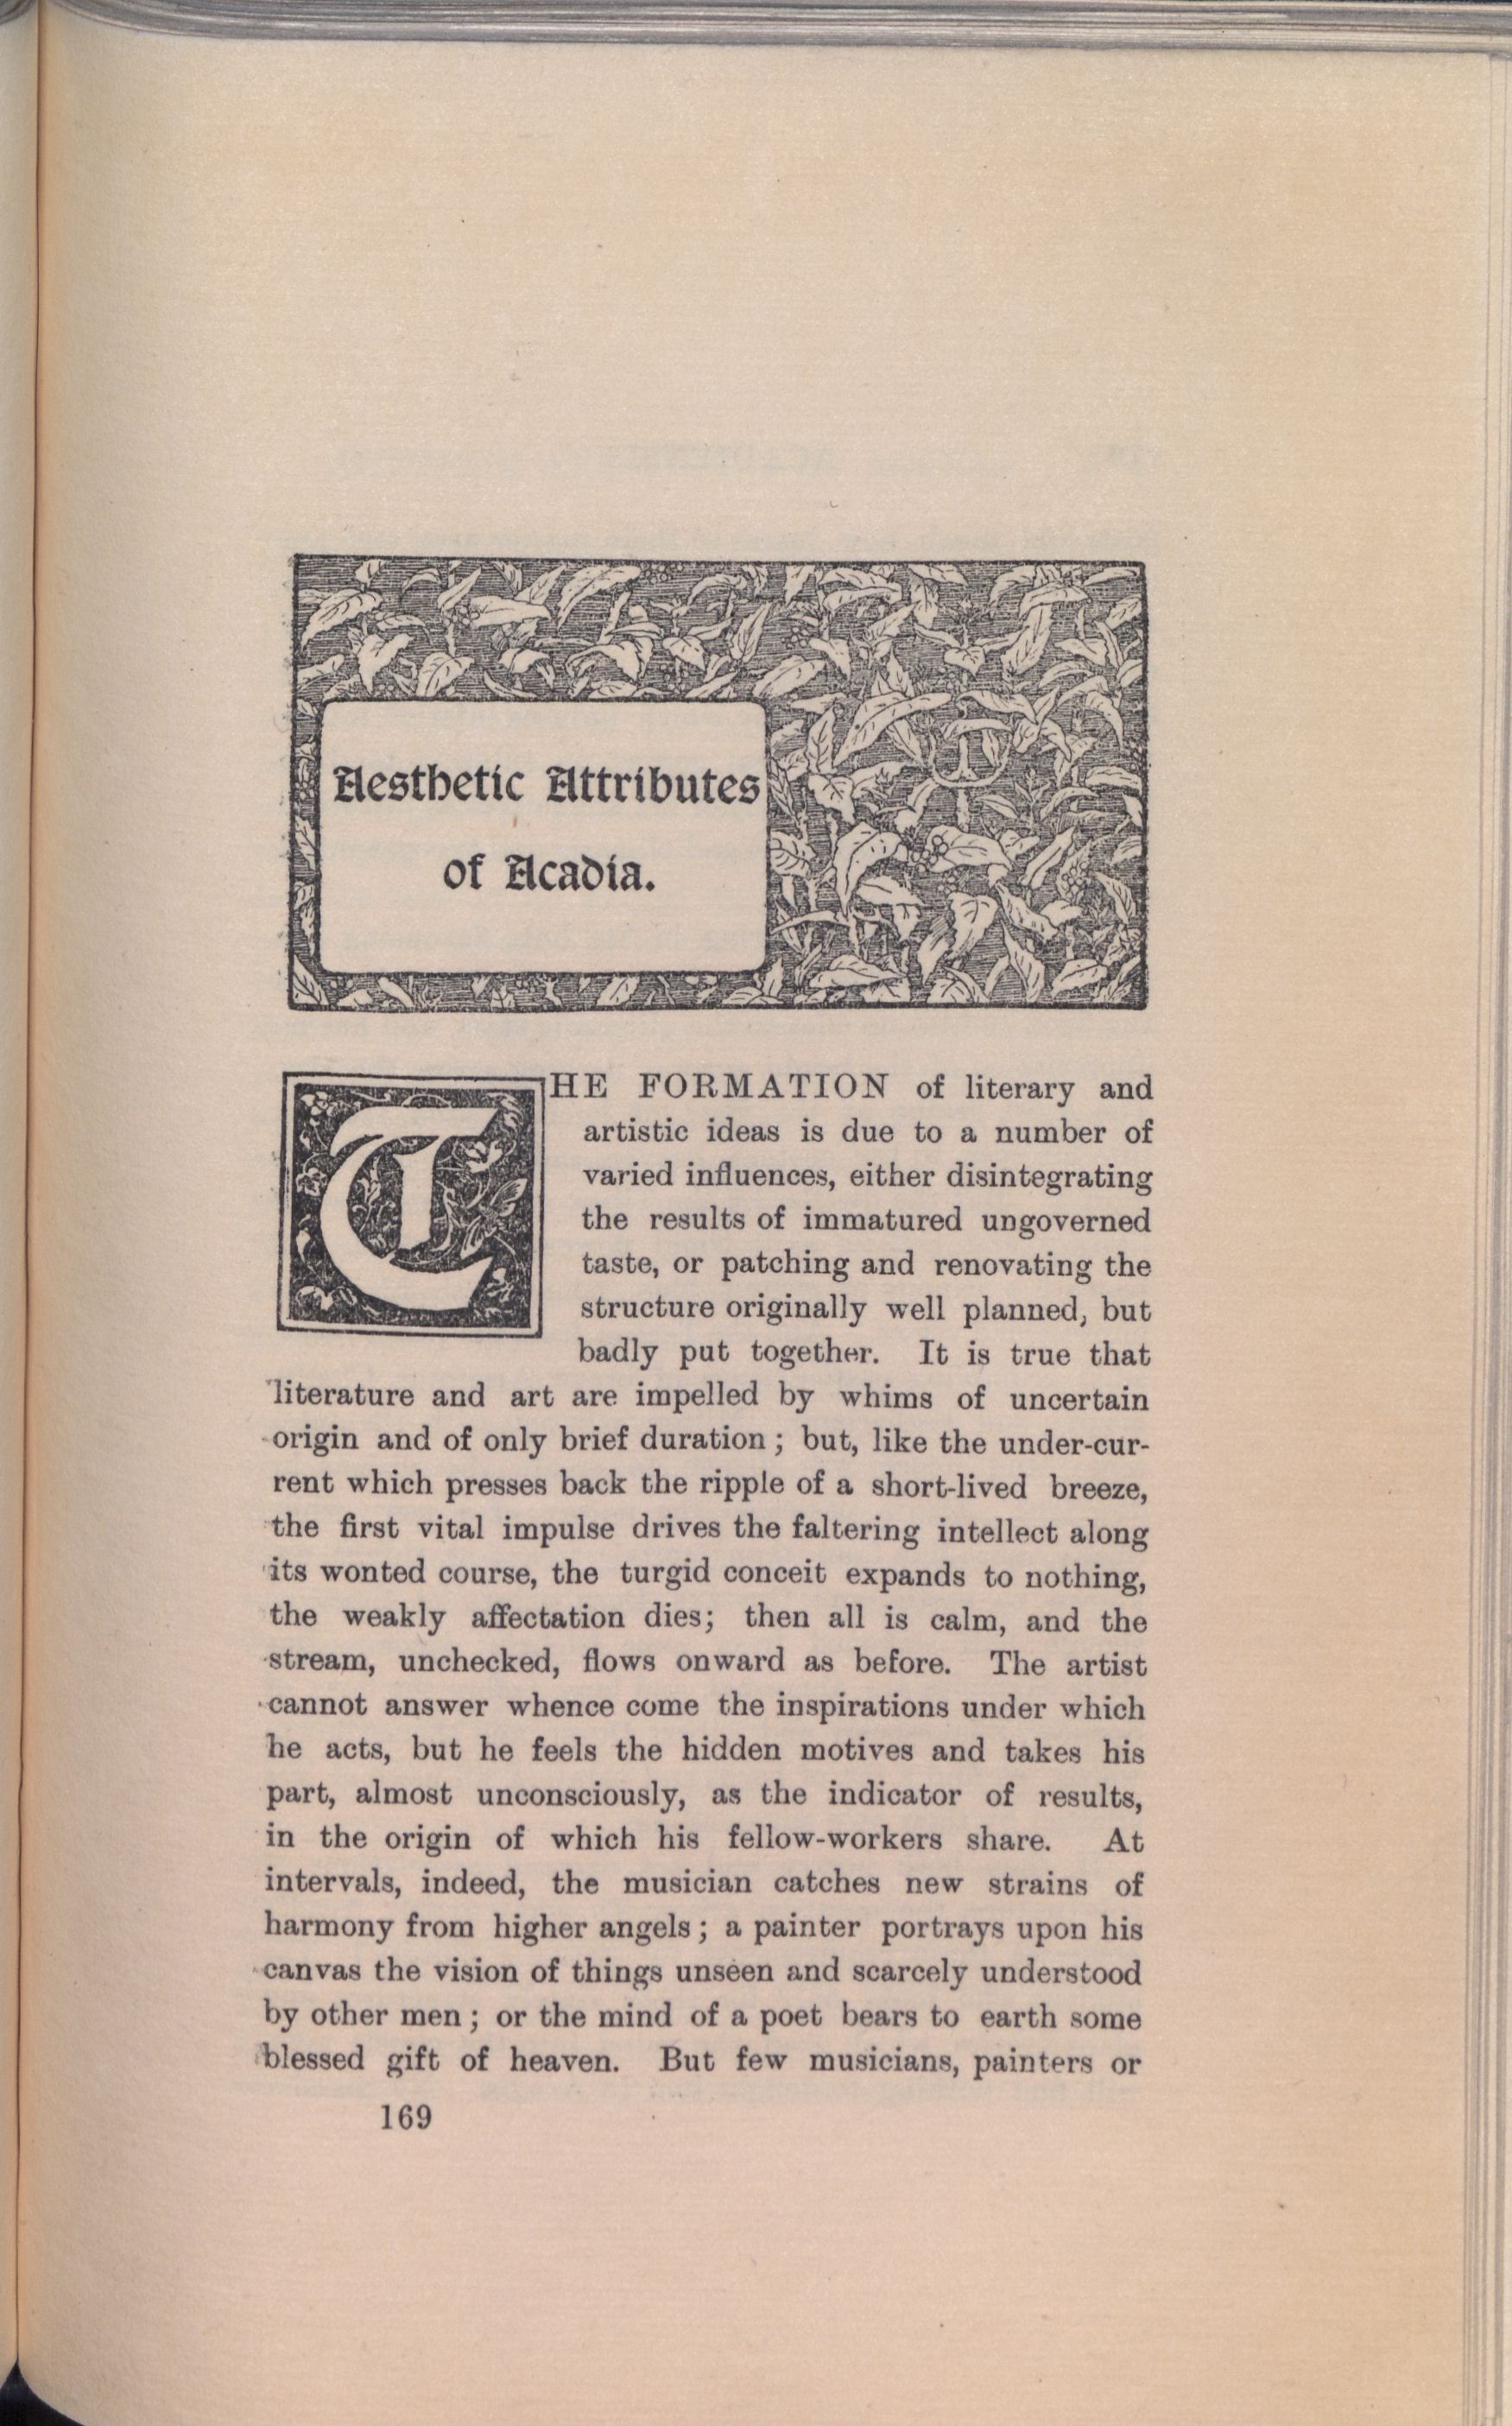 Aesthetic Attributes
of Acadia.
THE FORMATION of literary and
artistic ideas is due to a number of
varied influences, either disintegrating
the results of immatured ungoverned
taste, or patching and renovating the
structure originally well planned, but
badly put together. It is true that
literature and art are impelled by whims of uncertain
origin and of only brief duration; but, like the under-cur-
rent which presses back the ripple of a short-lived breeze,
the first vital impulse drives the faltering intellect along
its wonted course, the turgid conceit expands to nothing,
the weakly affectation dies; then all is calm, and the
stream, unchecked, flows onward as before. The artist
cannot answer whence come the inspirations under which
he acts, but he feels the hidden motives and takes his
part, almost unconsciously, as the indicator of results,
in the origin of which his fellow-workers share. At
intervals, indeed, the musician catches new strains of
harmony from higher angels; a painter portrays upon his
canvas the vision of things unseen and scarcely understood
by other men; or the mind of a poet bears to earth some
blessed gift of heaven. But few musicians, painters or
169